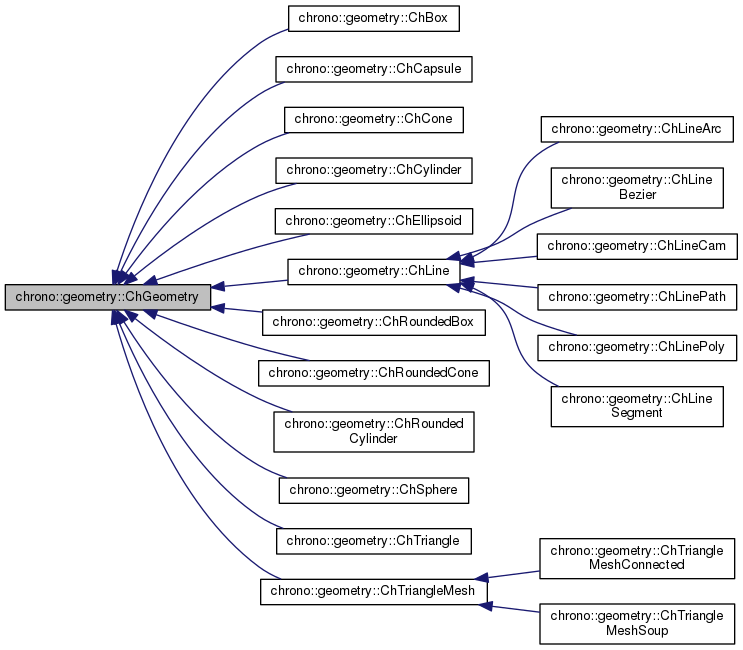 chrono::geometry::ChBox
chrono::geometry::ChCapsule
chrono::geometry::ChCone
chrono::geometry::ChCylinder
chrono::geometry::ChEllipsoid
chrono::geometry::ChLine
chrono::geometry::ChGeometry
chrono::geometry::ChRoundedBox
chrono::geometry::ChRoundedCone
chrono::geometry::ChRounded
Cylinder
chrono::geometry::ChSphere
chrono::geometry::ChTriangle
chrono::geometry::ChTriangleMesh
chrono::geometry::ChLineArc
chrono::geometry::ChLine
Bezier
chrono::geometry::ChLineCam
chrono::geometry::ChLinePath
chrono::geometry::ChLinePoly
chrono::geometry::ChLine
Segment
chrono::geometry::ChTriangle
MeshConnected
chrono::geometry::ChTriangle
MeshSoup